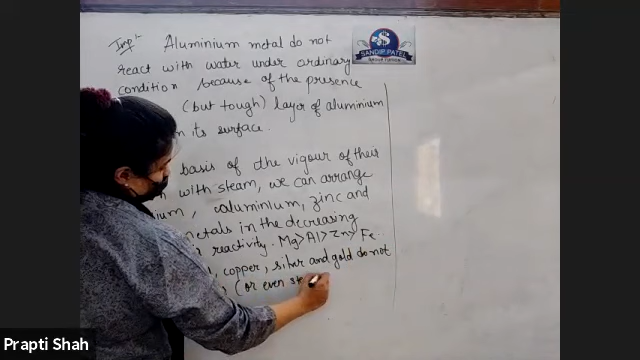 Imp
Aluminium metal do not
SANDIP PATEL
react with water under ordinary
condition because of the presence
(but tough) layer of aluminium
its surface.
basis of the vigour of their
with steam, we can arrange
aluminium, zinc and
metals in the decreasing
reactivity. Mg>Al>Zn>Fe..
copper, silver and gold do not
(or even st
Prapti Shah